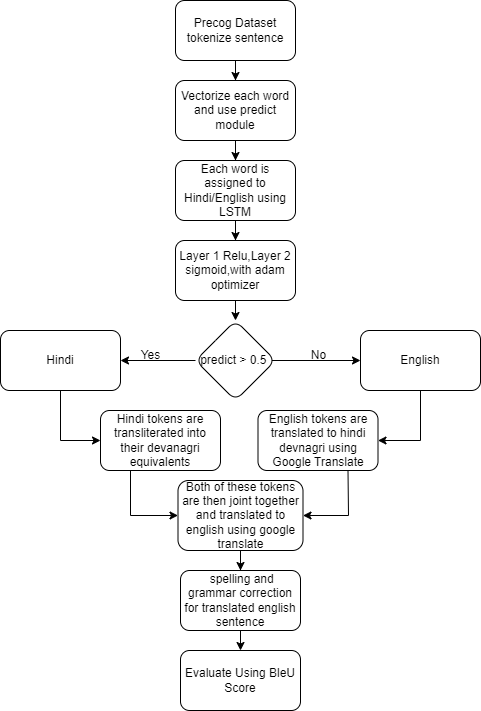 Precog Dataset
tokenize sentence
Vectorize each word
and use predict
module
Each word is
assigned to
Hindi/English using
LSTM
Layer 1 Relu,Layer 2
sigmoid,with adam
optimizer
predict > 0.5
Yes
No
Hindi
English
Hindi tokens are
transliterated into
their devanagri
equivalents
English tokens are
translated to hindi
devnagri using
Google Translate
Both of these tokens
are then joint together
and translated to
english using google
translate
spelling and
grammar correction
for translated english
sentence
Evaluate Using BleU
Score